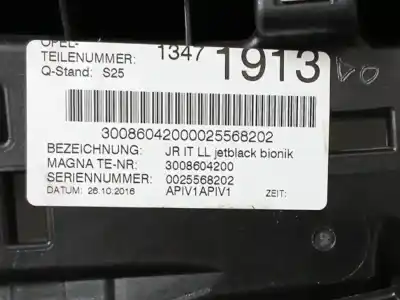 OPEL-
TEILENUMMER: 1347 1913
Q-Stand: S25
30086042000025568202
BEZEICHNUNG: JR IT LL jetblack bionik
MAGNA TE-NR: 3008604200
SERIENNUMMER: 0025568202
DATUM: 26.10.2016 APIV1APIV1 ZEIT: